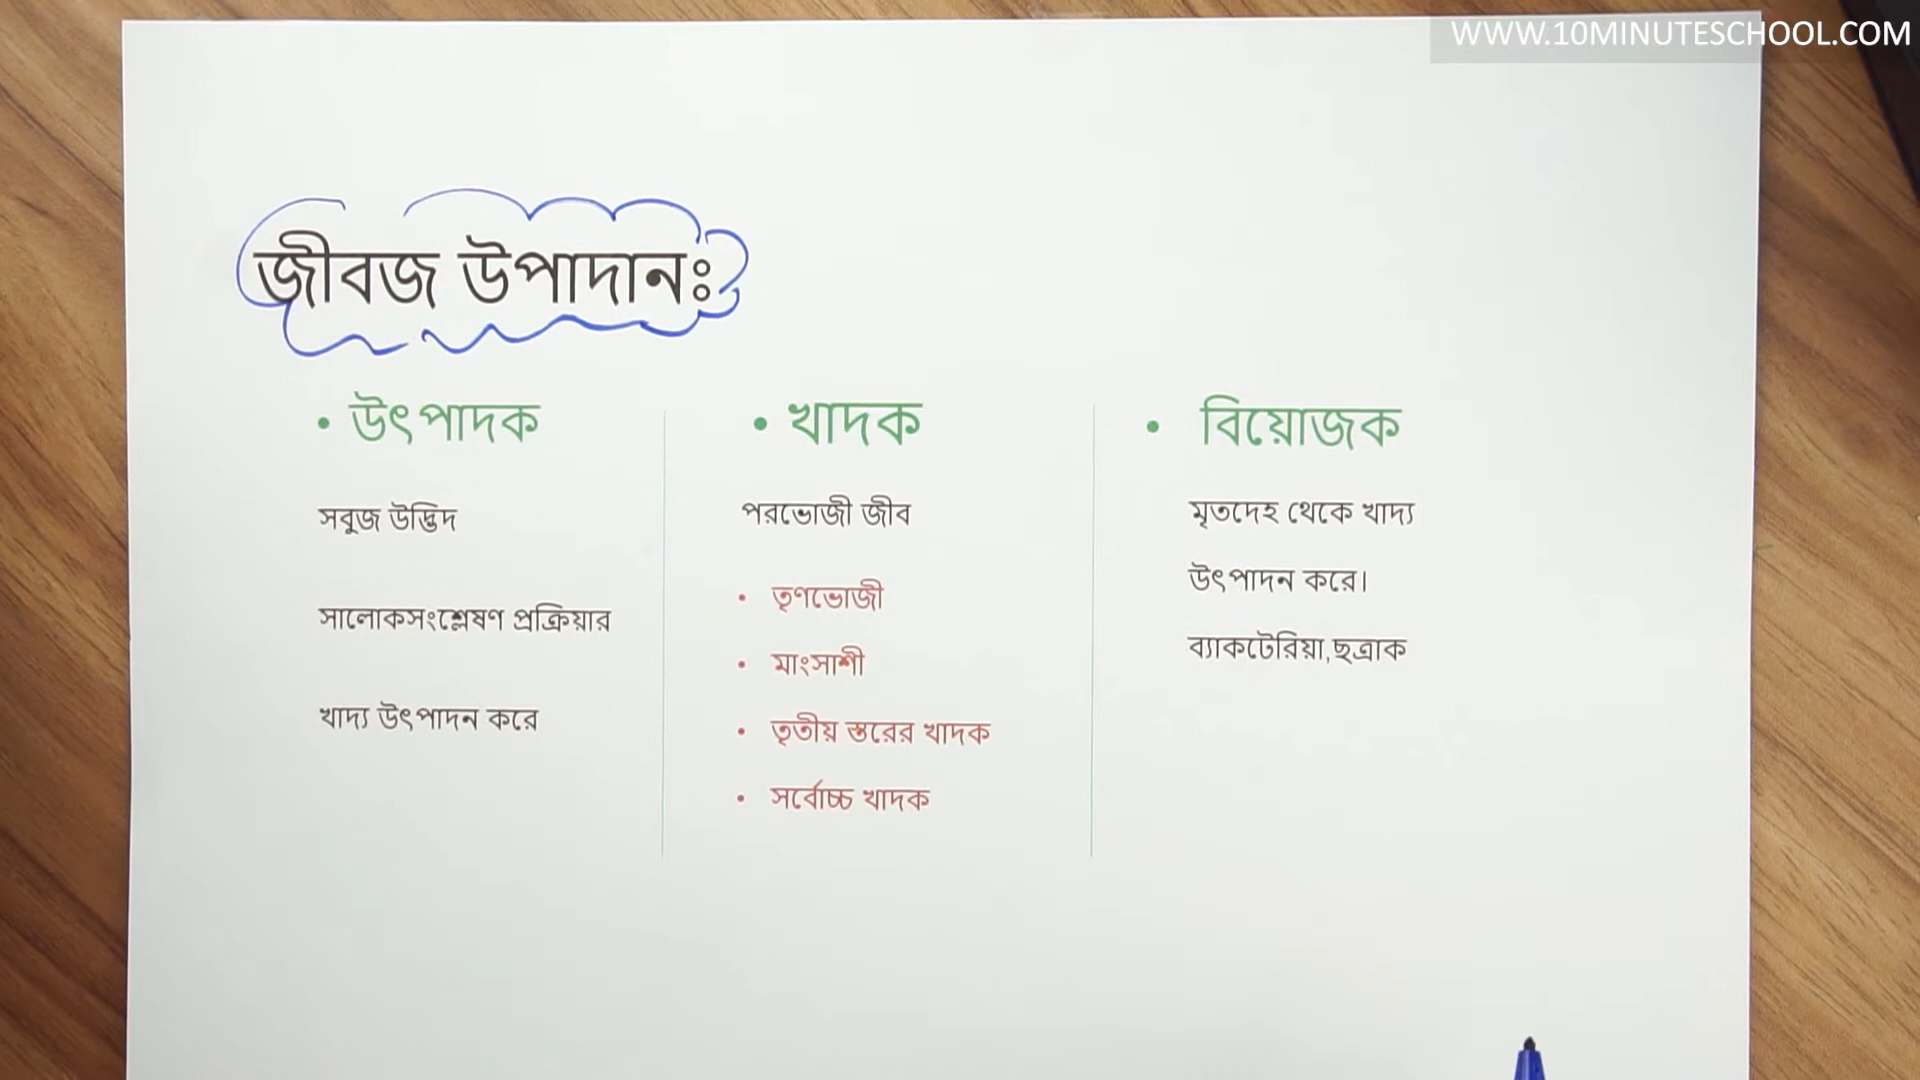 WWW.10MINUTESCHOOL.COM
জীবজ উপাদানঃ
• উৎপাদক
সবুজ উদ্ভিদ
সালোকসংশ্লেষণ প্রক্রিয়ার
খাদ্য উৎপাদন করে
• খাদক
পরভোজী জীব
• তৃণভোজী
• মাংসাশী
• তৃতীয় স্তরের খাদক
• সর্বোচ্চ খাদক
• বিয়োজক
মৃতদেহ থেকে খাদ্য
উৎপাদন করে।
ব্যাকটেরিয়া,ছত্রাক